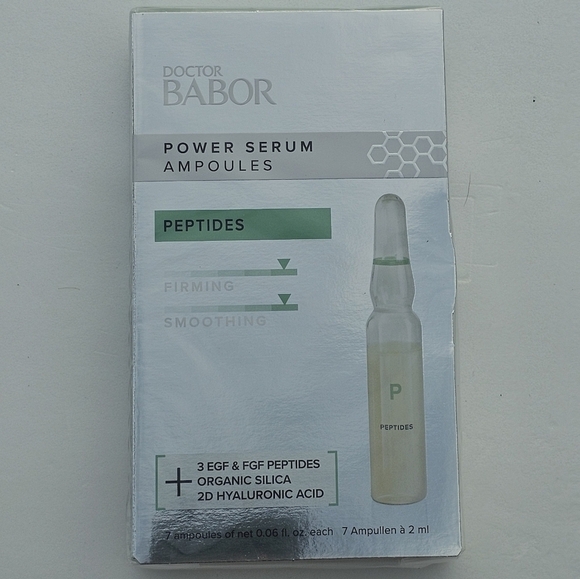 DOCTOR
BABOR
POWER SERUM
AMPOULES
PEPTIDES
FIRMING
SMOOTHING
P
PEPTIDES
+ 3 EGF & FGF PEPTIDES
ORGANIC SILICA
2D HYALURONIC ACID
7 ampoules of net 0.06 fl. oz. each 7 Ampullen à 2 ml